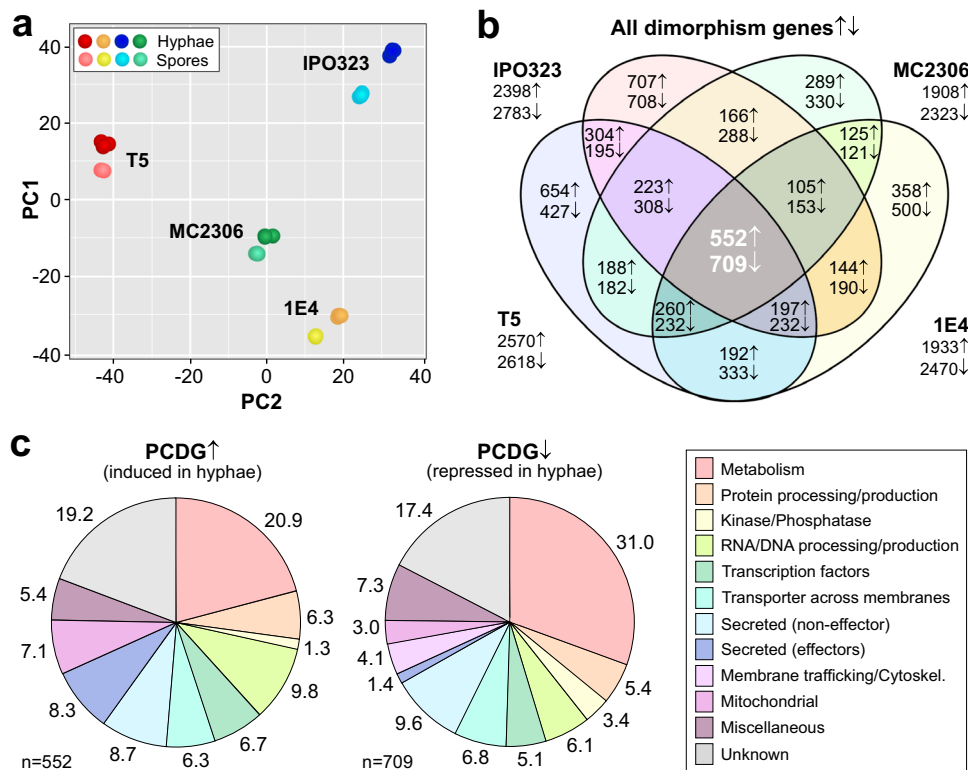 a
Hyphae
Spores
IPO323
T5
MC2306
1E4
PC1
PC2
40
20
0
-20
-40
-40
-20
0
20
40
b
All dimorphism genes↑↓
IPO323
2398↑
2783↓
MC2306
1908↑
2323↓
T5
2570↑
2618↓
1E4
1933↑
2470↓
707↑
708↓
289↑
330↓
166↑
288↓
304↑
195↓
125↑
121↓
654↑
427↓
223↑
308↓
105↑
153↓
358↑
500↓
552↑
709↓
188↑
182↓
144↑
190↓
260↑
232↓
197↑
232↓
192↑
333↓
c
PCDG↑
(induced in hyphae)
20.9
6.3
1.3
9.8
6.7
6.3
8.7
8.3
7.1
5.4
19.2
n=552
PCDG↓
(repressed in hyphae)
31.0
5.4
3.4
6.1
5.1
6.8
9.6
1.4
4.1
3.0
7.3
17.4
n=709
Metabolism
Protein processing/production
Kinase/Phosphatase
RNA/DNA processing/production
Transcription factors
Transporter across membranes
Secreted (non-effector)
Secreted (effectors)
Membrane trafficking/Cytoskel.
Mitochondrial
Miscellaneous
Unknown